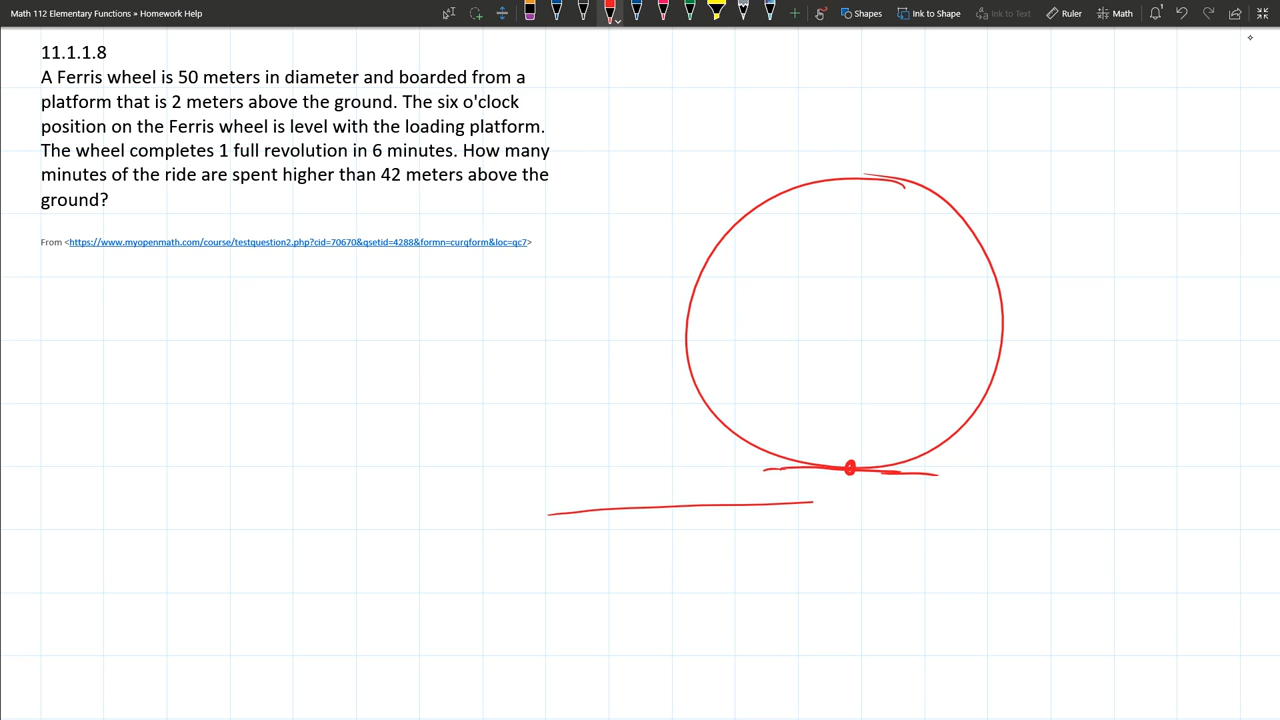 Math 112 Elementary Functions » Homework Help
Shapes
Ink to Shape
Ink to Text
Ruler
Math
11.1.1.8
A Ferris wheel is 50 meters in diameter and boarded from a
platform that is 2 meters above the ground. The six o'clock
position on the Ferris wheel is level with the loading platform.
The wheel completes 1 full revolution in 6 minutes. How many
minutes of the ride are spent higher than 42 meters above the
ground?
From <https://www.myopenmath.com/course/testquestion2.php?cid=70670&qsetid=4288&formn=curqform&loc=qc7>